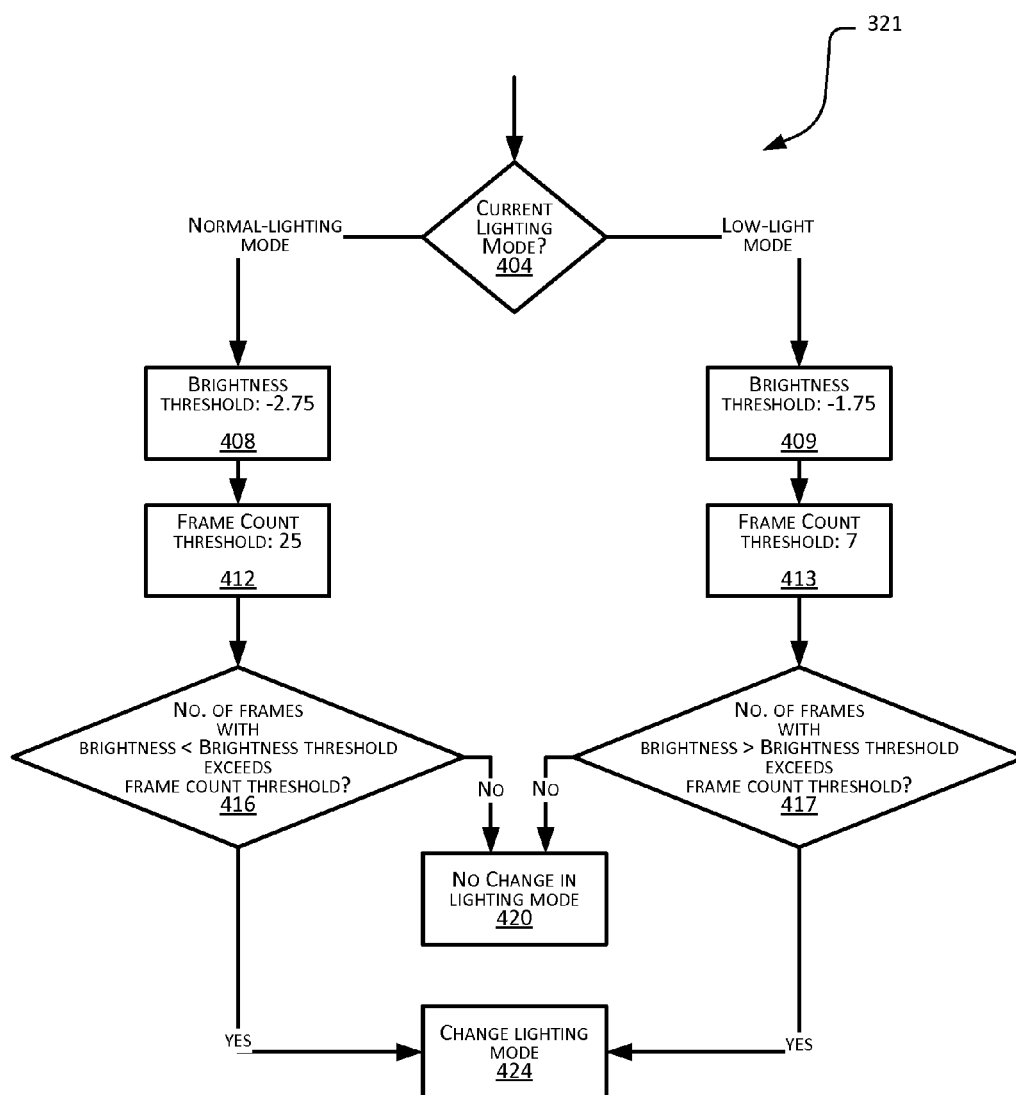 321
Current
Lighting
Mode?
404
Normal-lighting
mode
Low-light
mode
Brightness
threshold: -2.75
408
Brightness
threshold: -1.75
409
Frame Count
threshold: 25
412
Frame Count
threshold: 7
413
No. of frames
with
brightness < Brightness threshold
exceeds
frame count threshold?
416
No. of frames
with
brightness > Brightness threshold
exceeds
frame count threshold?
417
No
No
No Change in
lighting mode
420
yes
Change lighting
mode
424
yes